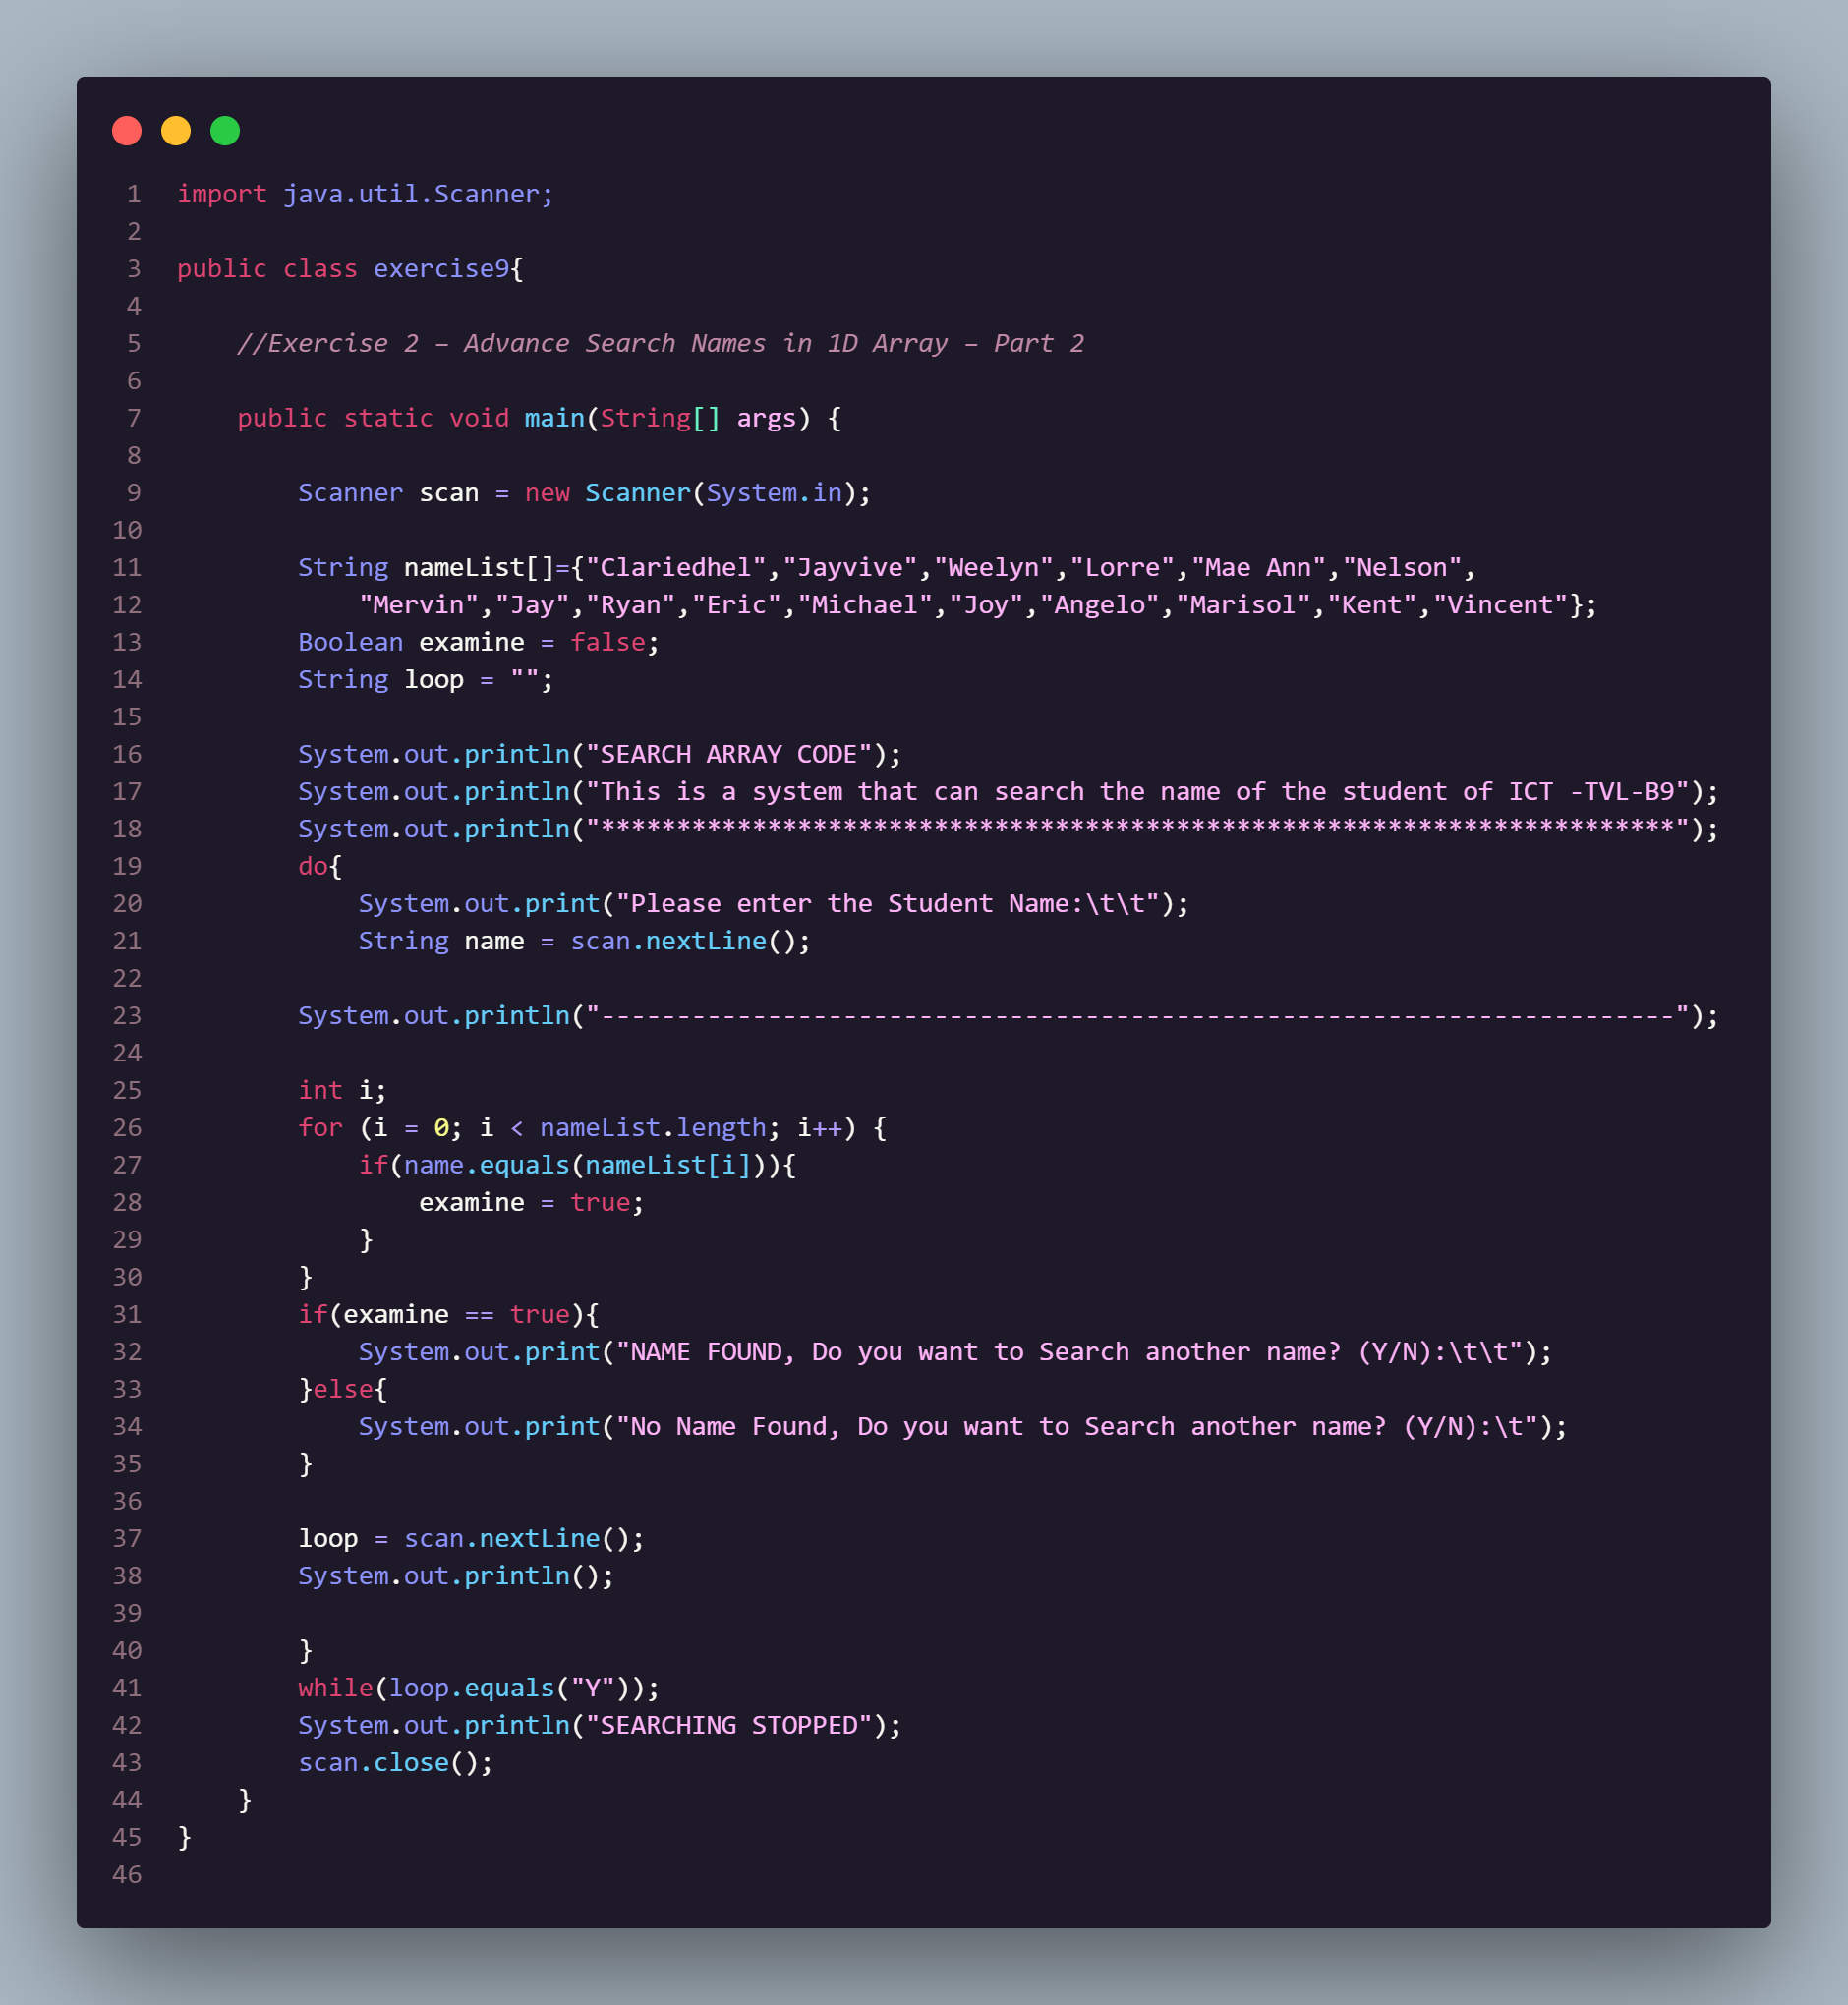 1 import java.util.Scanner;
2
3 public class exercise9{
4
5     //Exercise 2 – Advance Search Names in 1D Array – Part 2
6
7     public static void main(String[] args) {
8
9         Scanner scan = new Scanner(System.in);
10
11         String nameList[]={"Clariedhel","Jayvive","Weelyn","Lorre","Mae Ann","Nelson",
12             "Mervin","Jay","Ryan","Eric","Michael","Joy","Angelo","Marisol","Kent","Vincent"};
13         Boolean examine = false;
14         String loop = "";
15
16         System.out.println("SEARCH ARRAY CODE");
17         System.out.println("This is a system that can search the name of the student of ICT -TVL-B9");
18         System.out.println("***********************************************************************");
19         do{
20             System.out.print("Please enter the Student Name:\t\t");
21             String name = scan.nextLine();
22
23         System.out.println("-----------------------------------------------------------------------");
24
25         int i;
26         for (i = 0; i < nameList.length; i++) {
27             if(name.equals(nameList[i])){
28                 examine = true;
29             }
30         }
31         if(examine == true){
32             System.out.print("NAME FOUND, Do you want to Search another name? (Y/N):\t\t");
33         }else{
34             System.out.print("No Name Found, Do you want to Search another name? (Y/N):\t");
35         }
36
37         loop = scan.nextLine();
38         System.out.println();
39
40         }
41         while(loop.equals("Y"));
42         System.out.println("SEARCHING STOPPED");
43         scan.close();
44     }
45 }
46